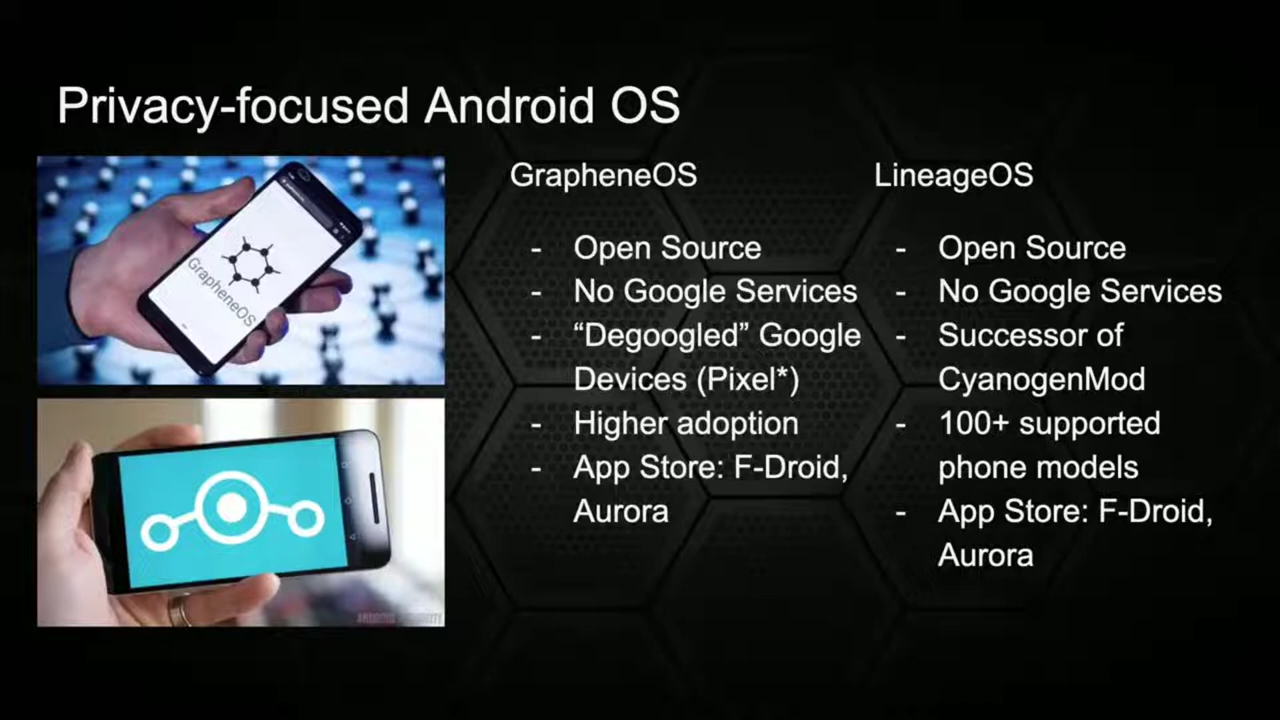 Privacy-focused Android OS
GrapheneOS
GrapheneOS
- Open Source
- No Google Services
- “Degoogled” Google
Devices (Pixel*)
- Higher adoption
- App Store: F-Droid,
Aurora
LineageOS
- Open Source
- No Google Services
- Successor of
CyanogenMod
- 100+ supported
phone models
- App Store: F-Droid,
Aurora